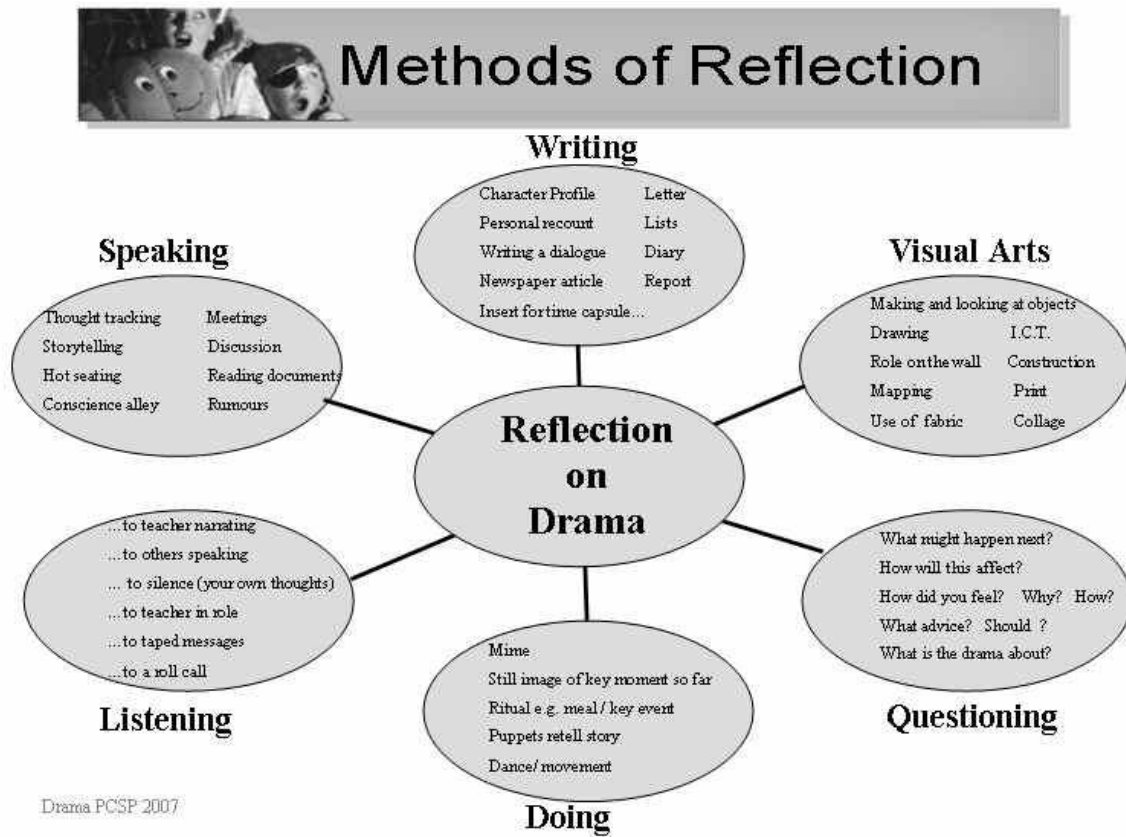 Methods of Reflection
Writing
Character Profile Letter
Personal recount Lists
Writing a dialogue Diary
Newspaper article Report
Insert for time capsule...
Speaking
Thought tracking Meetings
Storytelling Discussion
Hot seating Reading documents
Conscience alley Rumours
Visual Arts
Making and looking at objects
Drawing I.C.T.
Role on the wall Construction
Mapping Print
Use of fabric Collage
Reflection
on
Drama
...to teacher narrating
...to others speaking
... to silence (your own thoughts)
...to teacher in role
...to taped messages
...to a roll call
Listening
What might happen next?
How will this affect?
How did you feel? Why? How?
What advice? Should ?
What is the drama about?
Questioning
Mime
Still image of key moment so far
Ritual e.g. meal / key event
Puppets retell story
Dance/ movement
Doing
Drama PCSP 2007